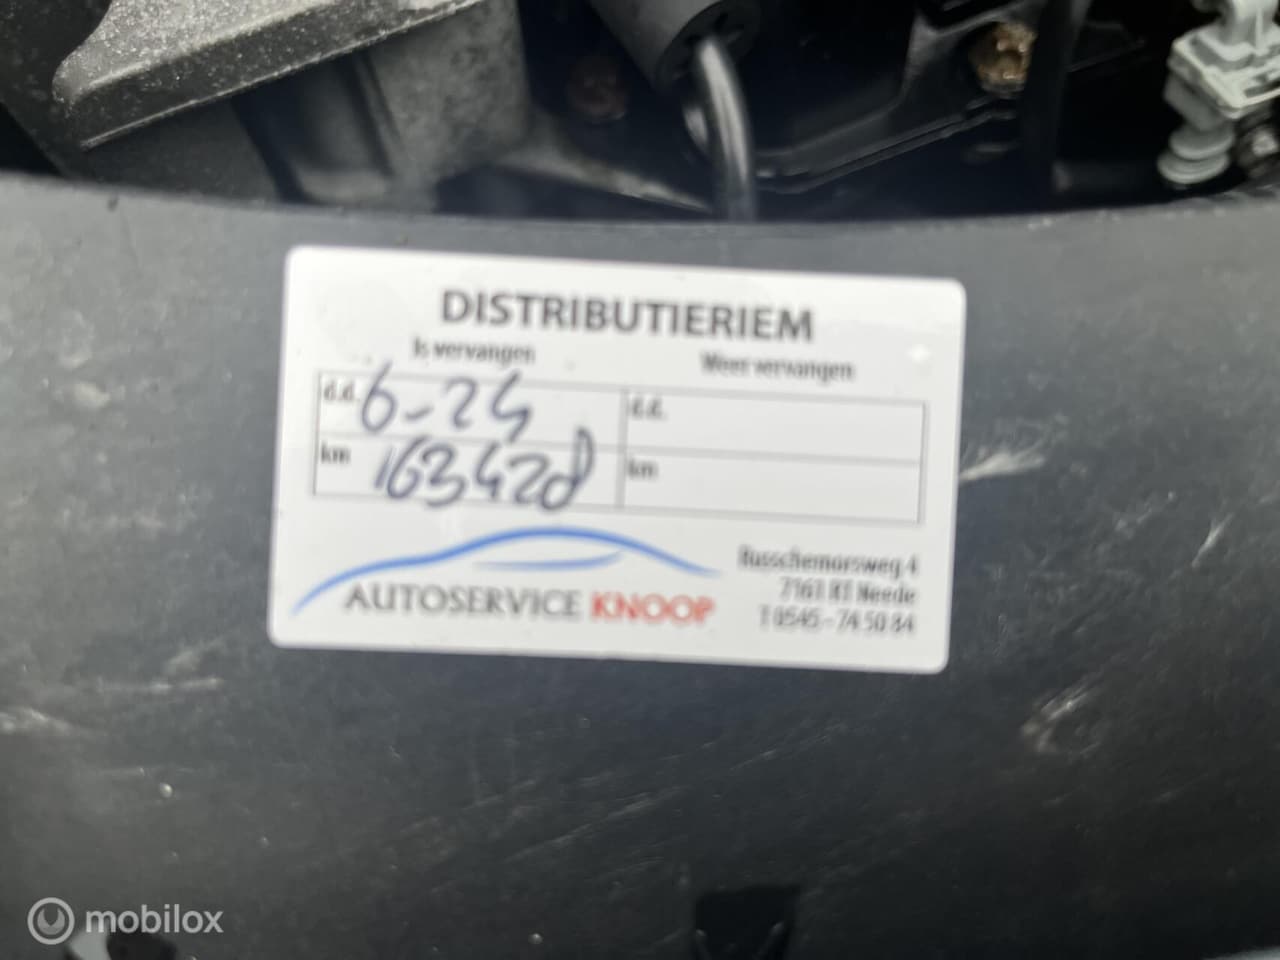 DISTRIBUTIERIEM
Is vervangen Weer vervangen
d.d. 6-24 d.d.
km 163420 km
AUTOSERVICE KNOOP
Russchemorsweg 4
7161 RT Neede
T 0545 - 74 50 84
mobilox